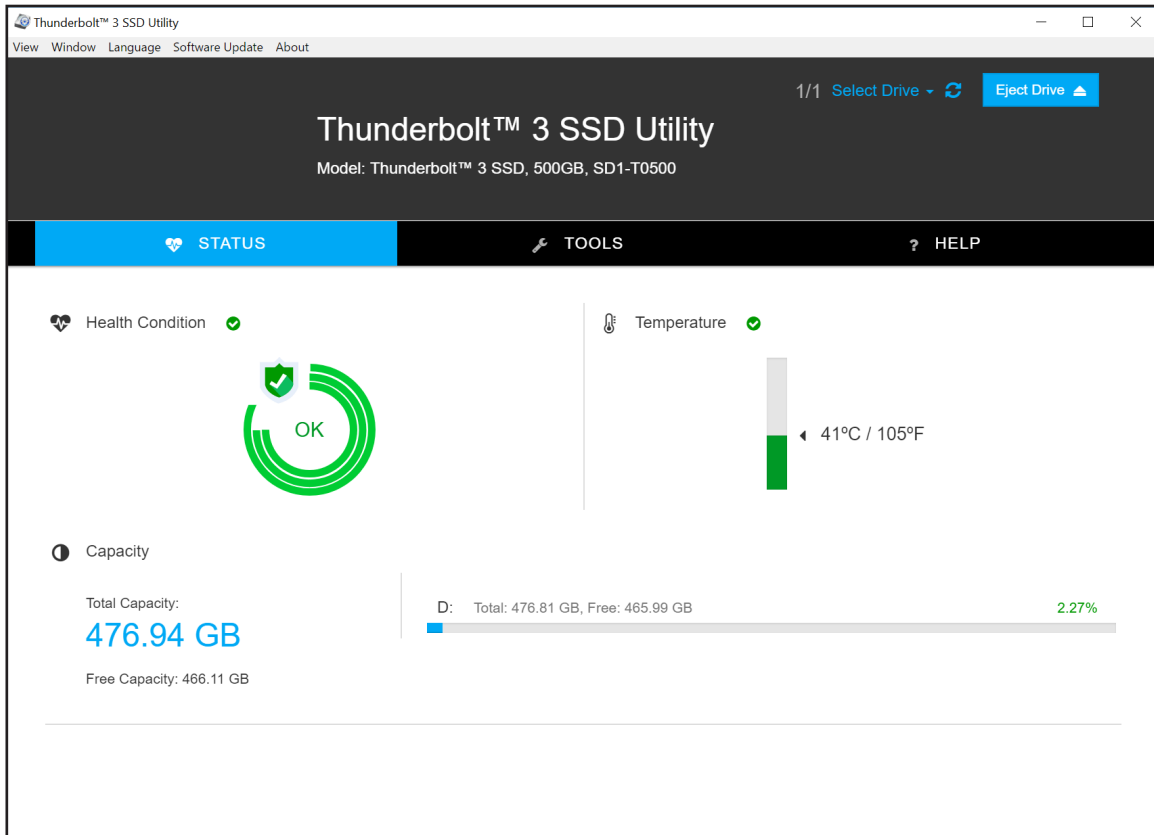 Thunderbolt™ 3 SSD Utility
View Window Language Software Update About
1/1 Select Drive Eject Drive
Thunderbolt™ 3 SSD Utility
Model: Thunderbolt™ 3 SSD, 500GB, SD1-T0500
STATUS TOOLS ? HELP
Health Condition
Temperature
OK
41ºC / 105ºF
Capacity
Total Capacity:
476.94 GB
Free Capacity: 466.11 GB
D: Total: 476.81 GB, Free: 465.99 GB 2.27%